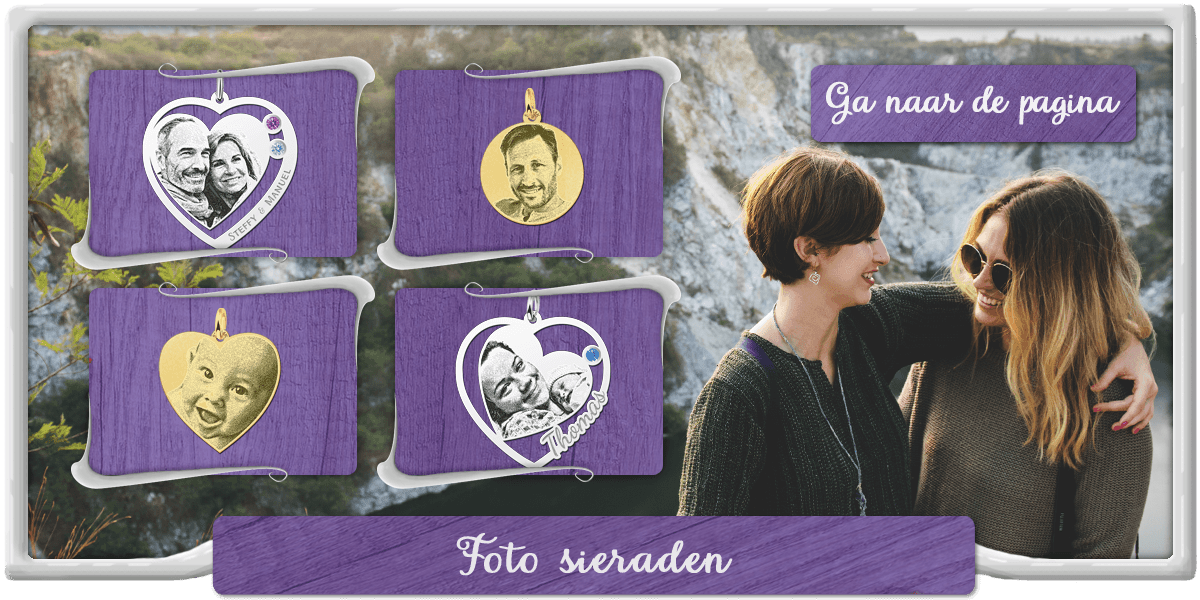 STEFFY & MANUEL
Ga naar de pagina
Thomas
Foto sieraden